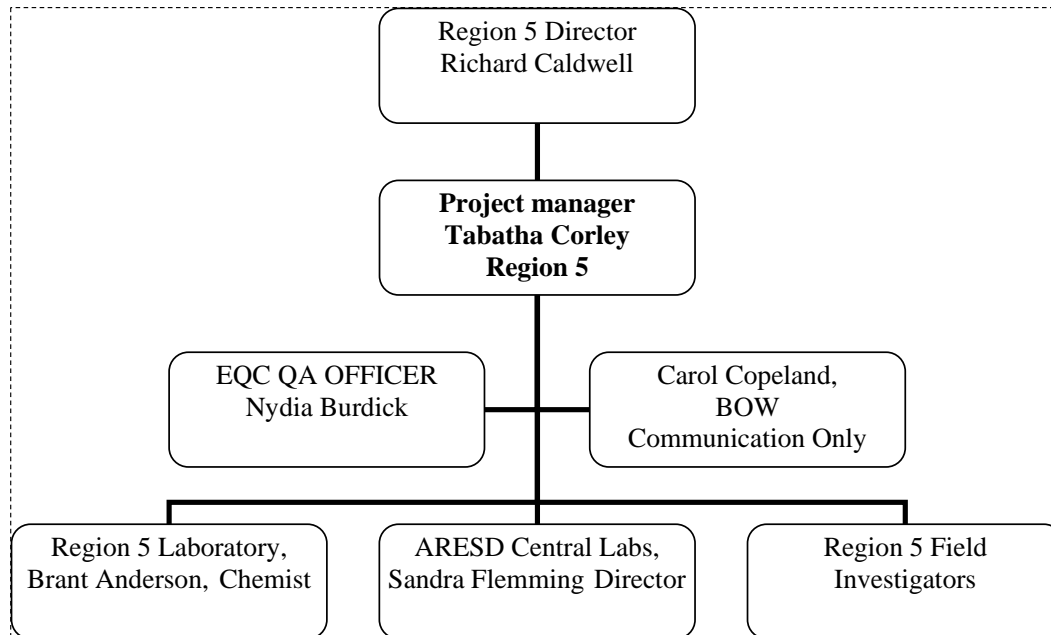 Region 5 Director
Richard Caldwell
Project manager
Tabatha Corley
Region 5
EQC QA OFFICER
Nydia Burdick
Carol Copeland,
BOW
Communication Only
Region 5 Laboratory,
Brant Anderson, Chemist
ARESD Central Labs,
Sandra Flemming Director
Region 5 Field
Investigators